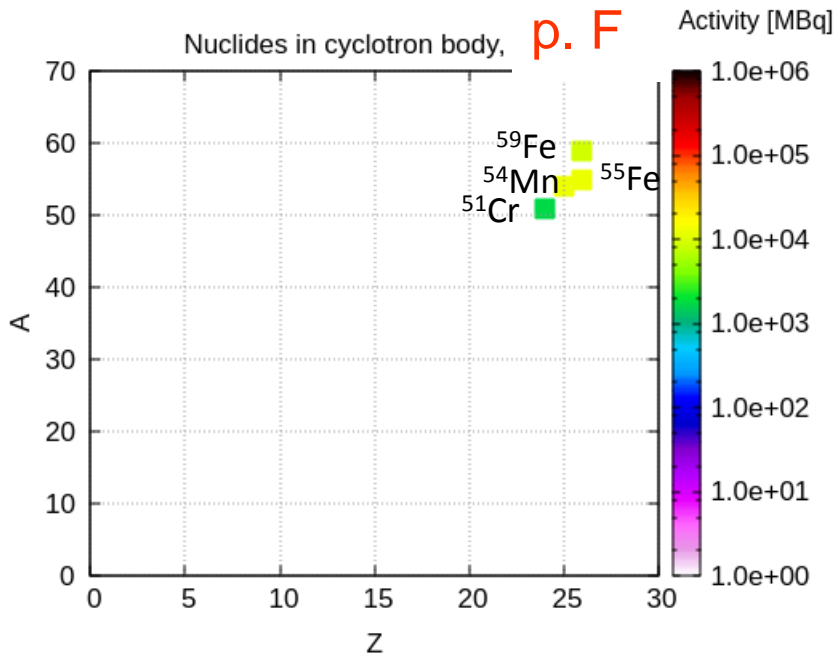 Nuclides in cyclotron body, p. F
Activity [MBq]
70
60
50
40
30
20
10
0
A
⁵⁹Fe
⁵⁴Mn
⁵⁵Fe
⁵¹Cr
1.0e+06
1.0e+05
1.0e+04
1.0e+03
1.0e+02
1.0e+01
1.0e+00
0 5 10 15 20 25 30
Z